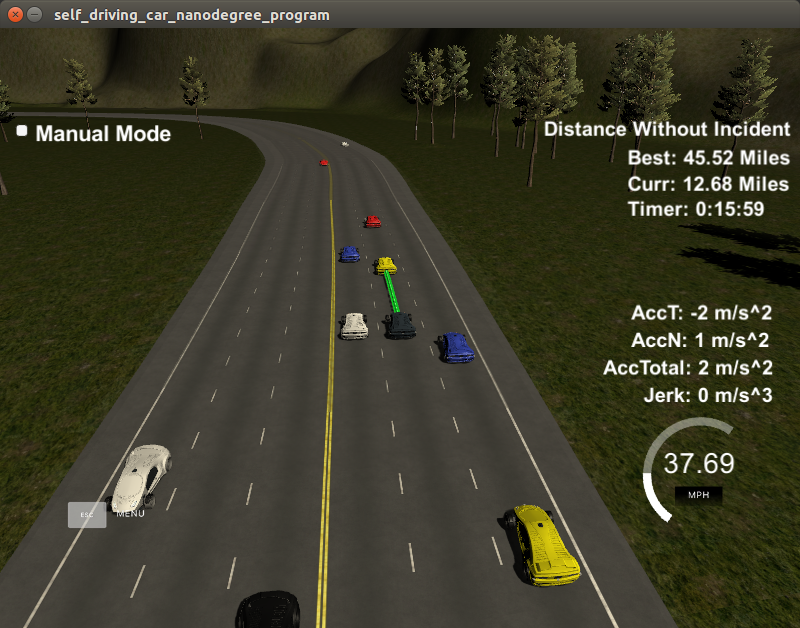 self_driving_car_nanodegree_program
Manual Mode
Distance Without Incident
Best: 45.52 Miles
Curr: 12.68 Miles
Timer: 0:15:59
AccT: -2 m/s^2
AccN: 1 m/s^2
AccTotal: 2 m/s^2
Jerk: 0 m/s^3
37.69
MPH
ESC
MENU